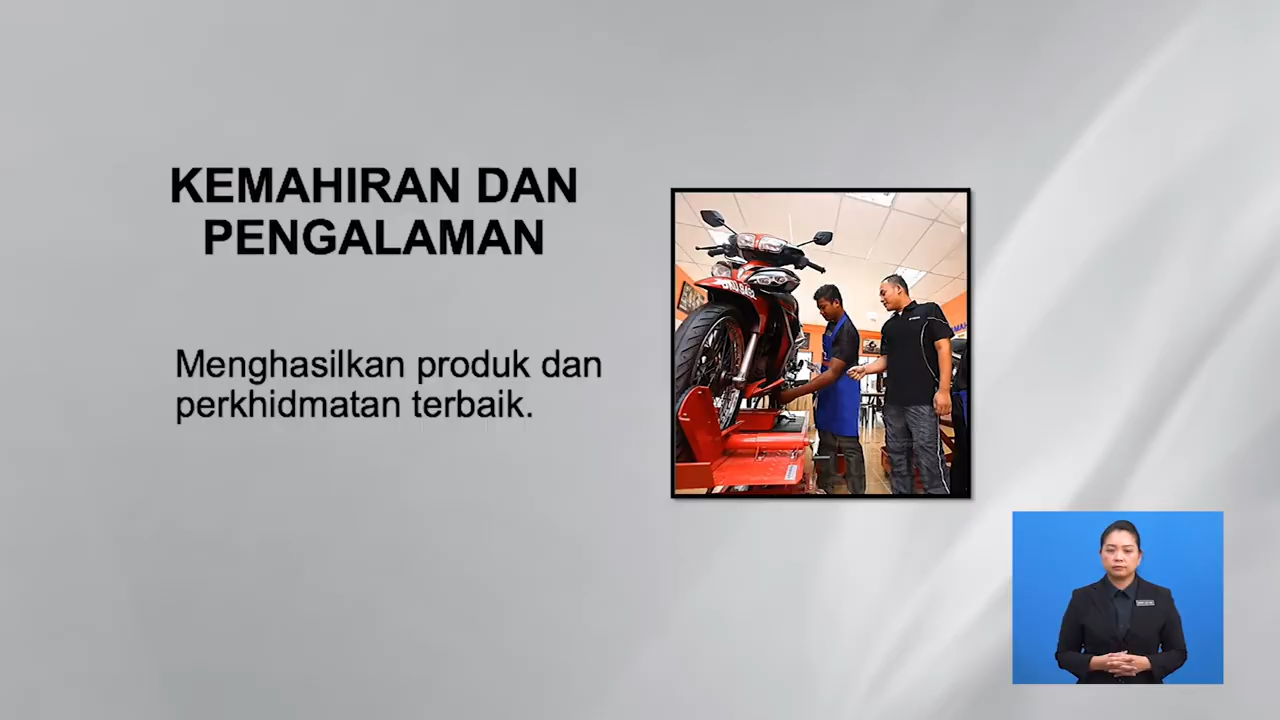 KEMAHIRAN DAN
PENGALAMAN
Menghasilkan produk dan
perkhidmatan terbaik.